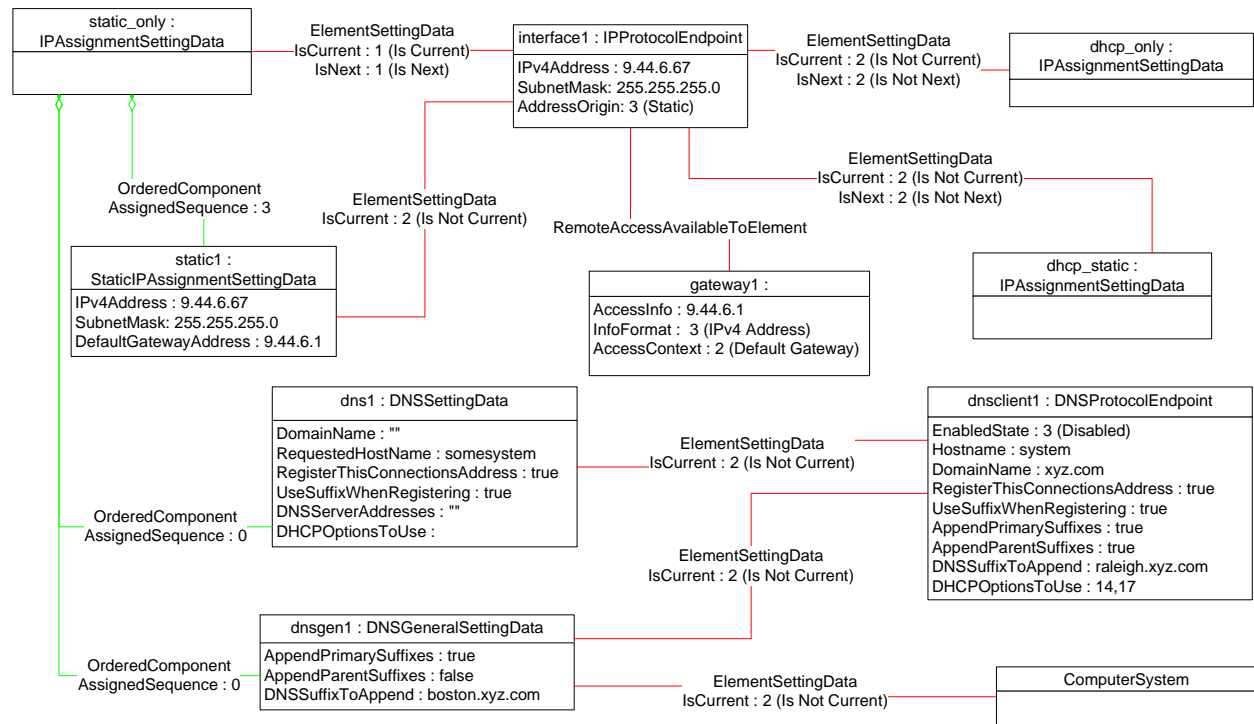 static_only :
IPAssignmentSettingData
ElementSettingData
IsCurrent : 1 (Is Current)
IsNext : 1 (Is Next)
interface1 : IPProtocolEndpoint
IPv4Address : 9.44.6.67
SubnetMask: 255.255.255.0
AddressOrigin: 3 (Static)
ElementSettingData
IsCurrent : 2 (Is Not Current)
IsNext : 2 (Is Not Next)
dhcp_only :
IPAssignmentSettingData
ElementSettingData
IsCurrent : 2 (Is Not Current)
IsNext : 2 (Is Not Next)
OrderedComponent
AssignedSequence : 3
ElementSettingData
IsCurrent : 2 (Is Not Current)
RemoteAccessAvailableToElement
static1 :
StaticIPAssignmentSettingData
IPv4Address : 9.44.6.67
SubnetMask: 255.255.255.0
DefaultGatewayAddress : 9.44.6.1
gateway1 :
AccessInfo : 9.44.6.1
InfoFormat :  3 (IPv4 Address)
AccessContext : 2 (Default Gateway)
dhcp_static :
IPAssignmentSettingData
dns1 : DNSSettingData
DomainName : ""
RequestedHostName : somesystem
RegisterThisConnectionsAddress : true
UseSuffixWhenRegistering : true
DNSServerAddresses : ""
DHCPOptionsToUse :
ElementSettingData
IsCurrent : 2 (Is Not Current)
dnsclient1 : DNSProtocolEndpoint
EnabledState : 3 (Disabled)
Hostname : system
DomainName : xyz.com
RegisterThisConnectionsAddress : true
UseSuffixWhenRegistering : true
AppendPrimarySuffixes : true
AppendParentSuffixes : true
DNSSuffixToAppend : raleigh.xyz.com
DHCPOptionsToUse : 14,17
OrderedComponent
AssignedSequence : 0
ElementSettingData
IsCurrent : 2 (Is Not Current)
dnsgen1 : DNSGeneralSettingData
AppendPrimarySuffixes : true
AppendParentSuffixes : false
DNSSuffixToAppend : boston.xyz.com
OrderedComponent
AssignedSequence : 0
ElementSettingData
IsCurrent : 2 (Is Not Current)
ComputerSystem